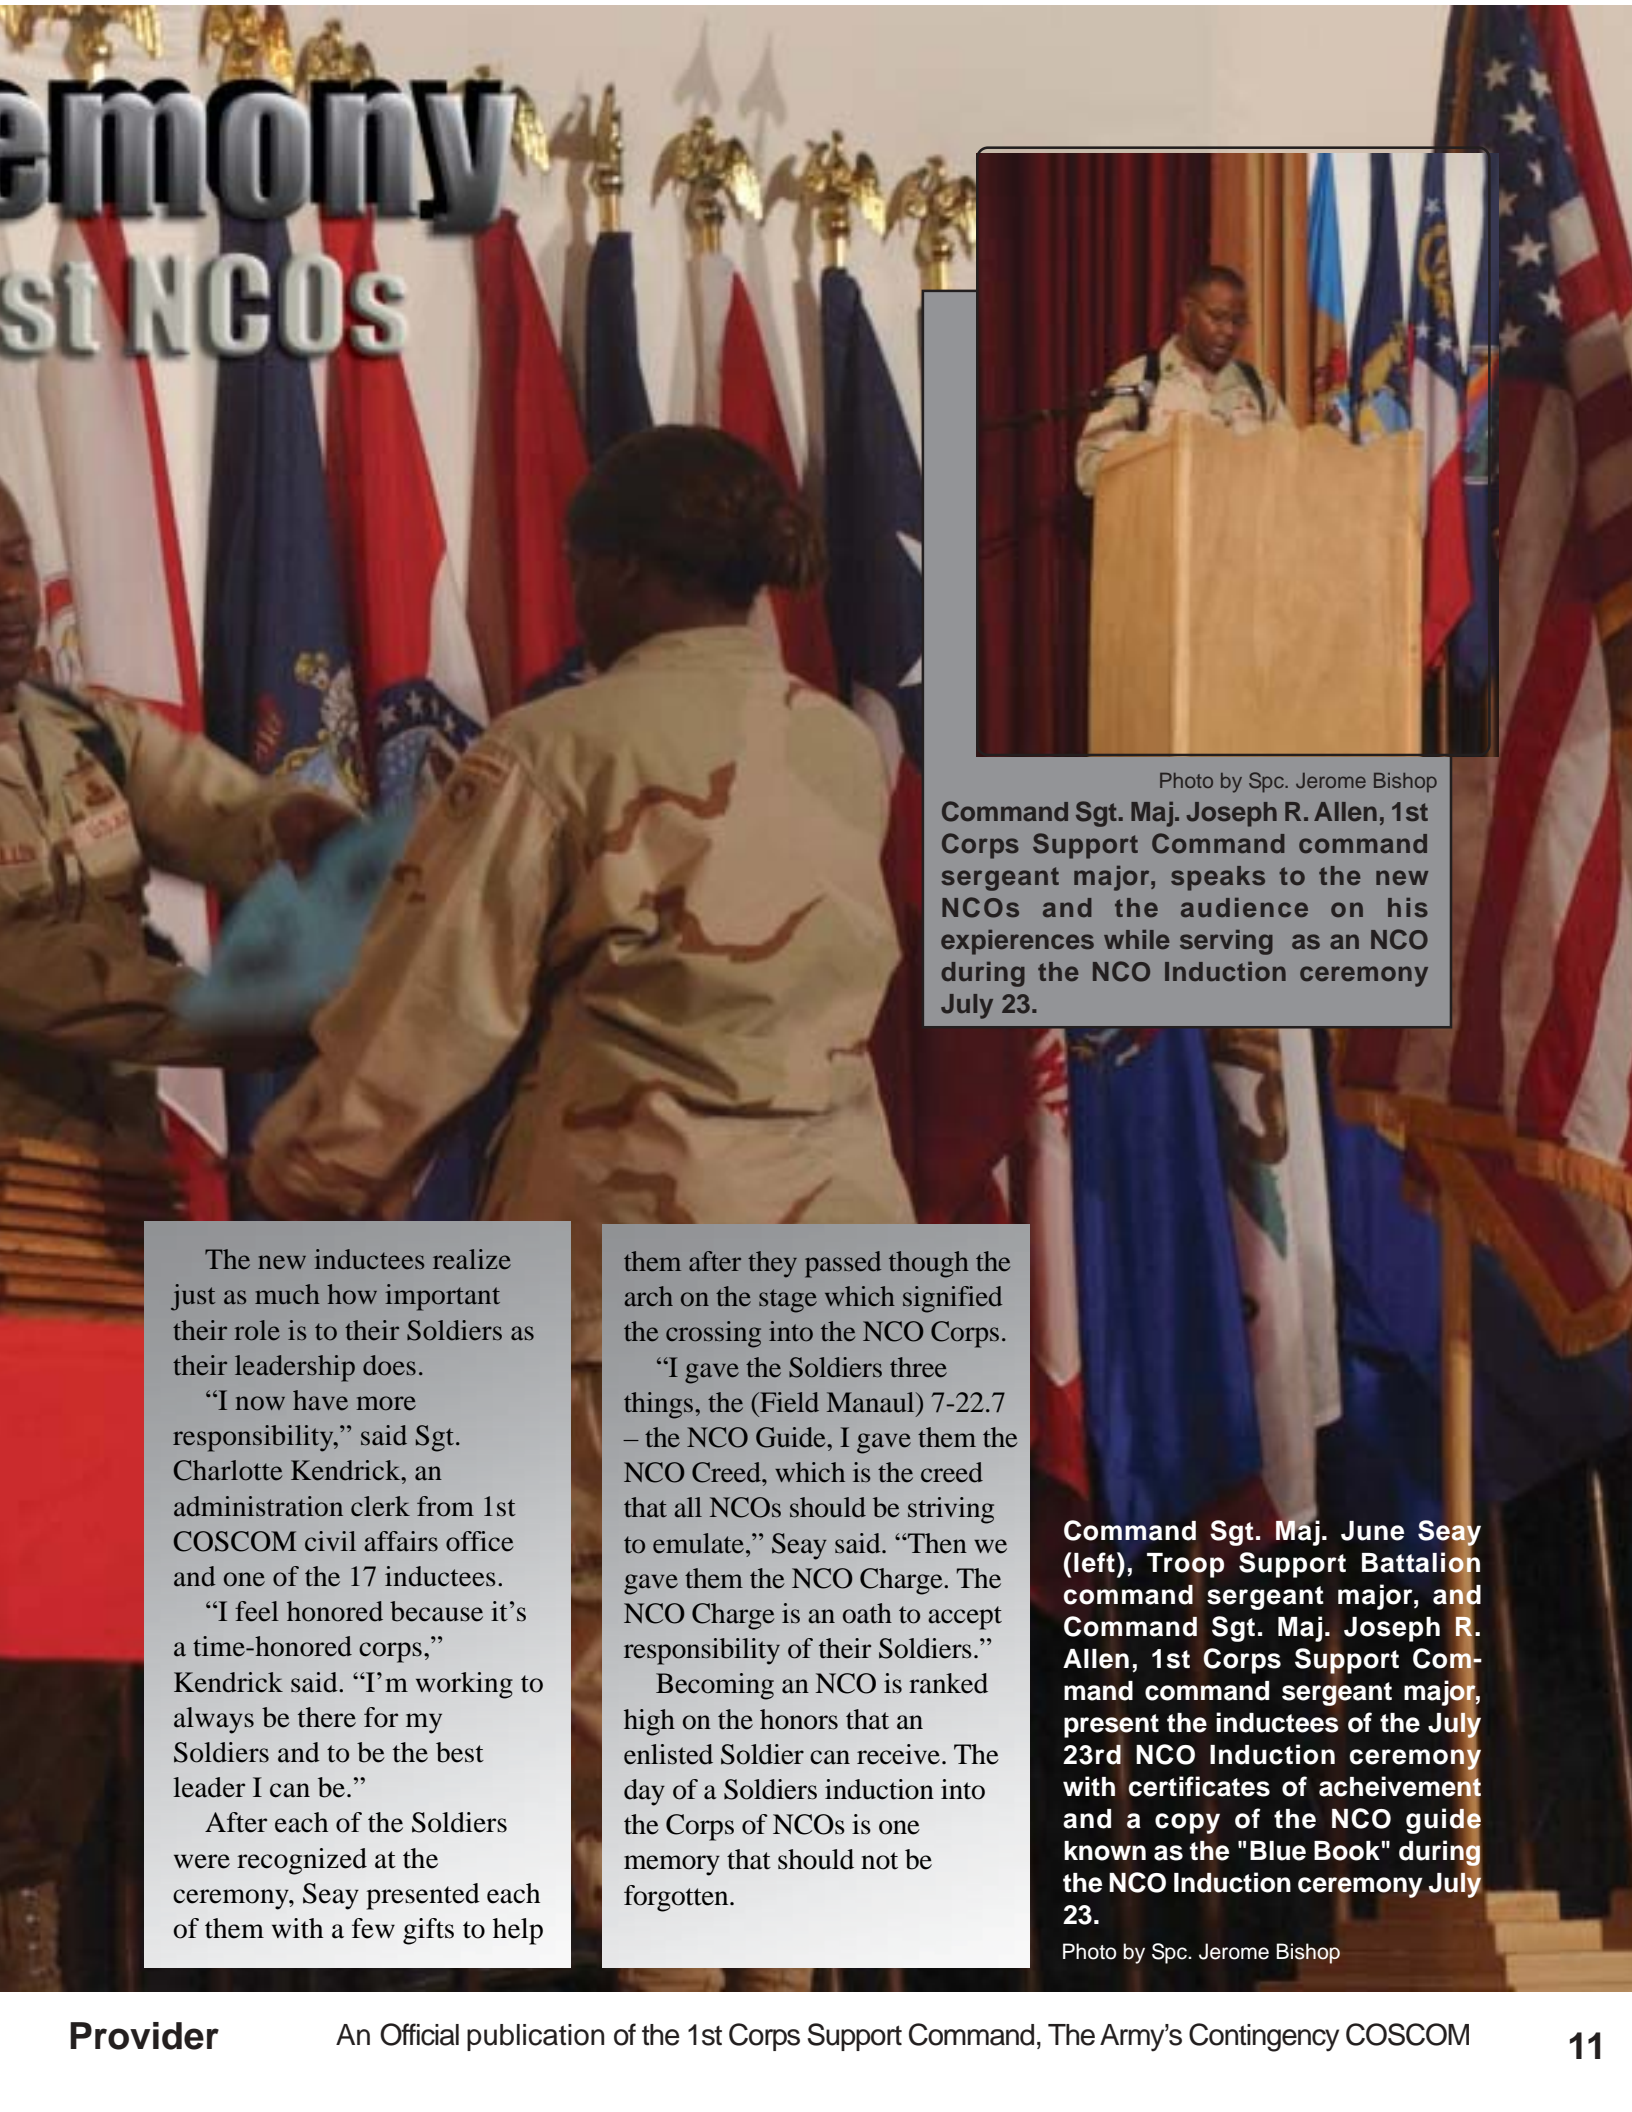 emony
st NCOs
Photo by Spc. Jerome Bishop
Command Sgt. Maj. Joseph R. Allen, 1st
Corps Support Command command
sergeant major, speaks to the new
NCOs and the audience on his
expierences while serving as an NCO
during the NCO Induction ceremony
July 23.
The new inductees realize
just as much how important
their role is to their Soldiers as
their leadership does.
“I now have more
responsibility,” said Sgt.
Charlotte Kendrick, an
administration clerk from 1st
COSCOM civil affairs office
and one of the 17 inductees.
“I feel honored because it’s
a time-honored corps,”
Kendrick said. “I’m working to
always be there for my
Soldiers and to be the best
leader I can be.”
After each of the Soldiers
were recognized at the
ceremony, Seay presented each
of them with a few gifts to help
them after they passed though the
arch on the stage which signified
the crossing into the NCO Corps.
“I gave the Soldiers three
things, the (Field Manaul) 7-22.7
– the NCO Guide, I gave them the
NCO Creed, which is the creed
that all NCOs should be striving
to emulate,” Seay said. “Then we
gave them the NCO Charge. The
NCO Charge is an oath to accept
responsibility of their Soldiers.”
Becoming an NCO is ranked
high on the honors that an
enlisted Soldier can receive. The
day of a Soldiers induction into
the Corps of NCOs is one
memory that should not be
forgotten.
Command Sgt. Maj. June Seay
(left), Troop Support Battalion
command sergeant major, and
Command Sgt. Maj. Joseph R.
Allen, 1st Corps Support Com-
mand command sergeant major,
present the inductees of the July
23rd NCO Induction ceremony
with certificates of acheivement
and a copy of the NCO guide
known as the "Blue Book" during
the NCO Induction ceremony July
23.
Photo by Spc. Jerome Bishop
Provider
An Official publication of the 1st Corps Support Command, The Army’s Contingency COSCOM
11